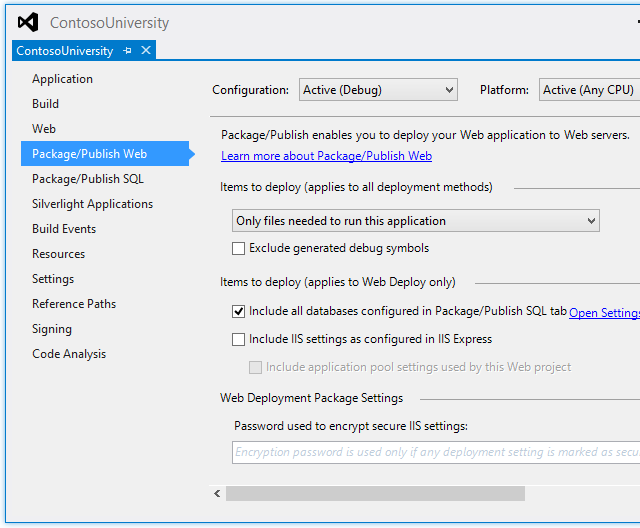 ContosoUniversity
ContosoUniversity
Application
Build
Web
Package/Publish Web
Package/Publish SQL
Silverlight Applications
Build Events
Resources
Settings
Reference Paths
Signing
Code Analysis
Configuration: Active (Debug) Platform: Active (Any CPU)
Package/Publish enables you to deploy your Web application to Web servers.
Learn more about Package/Publish Web
Items to deploy (applies to all deployment methods)
Only files needed to run this application
Exclude generated debug symbols
Items to deploy (applies to Web Deploy only)
Include all databases configured in Package/Publish SQL tab Open Settings
Include IIS settings as configured in IIS Express
Include application pool settings used by this Web project
Web Deployment Package Settings
Password used to encrypt secure IIS settings:
Encryption password is used only if any deployment setting is marked as secu